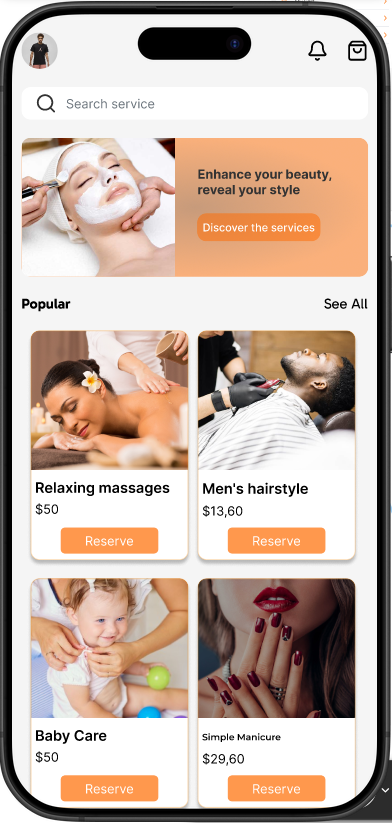 Search service
Enhance your beauty,
reveal your style
Discover the services
Popular
See All
Relaxing massages
$50
Reserve
Men's hairstyle
$13,60
Reserve
Baby Care
$50
Reserve
Simple Manicure
$29,60
Reserve